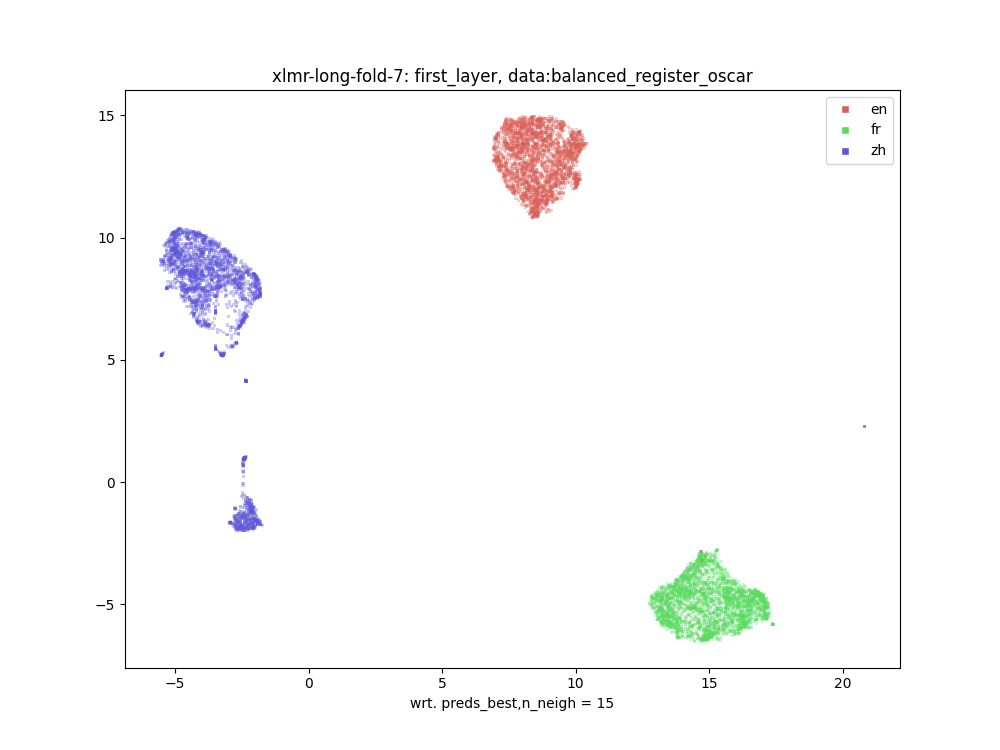 xlmr-long-fold-7: first_layer, data:balanced_register_oscar
en
fr
zh
15
10
5
0
−5
−5
0
5
10
15
20
wrt. preds_best,n_neigh = 15